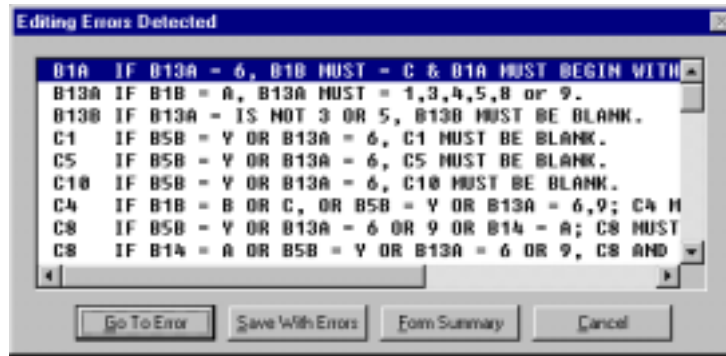 Editing Errors Detected
B1A IF B13A = 6, B1B MUST = C & B1A MUST BEGIN WITH
B13A IF B1B = A, B13A MUST = 1,3,4,5,8 or 9.
B13B IF B13A = IS NOT 3 OR 5, B13B MUST BE BLANK.
C1 IF B5B = Y OR B13A = 6, C1 MUST BE BLANK.
C5 IF B5B = Y OR B13A = 6, C5 MUST BE BLANK.
C10 IF B5B = Y OR B13A = 6, C10 MUST BE BLANK.
C4 IF B1B = B OR C, OR B5B = Y OR B13A = 6,9; C4 M
C8 IF B5B = Y OR B13A = 6 OR 9 OR B14 = A; C8 MUST
C8 IF B14 = A OR B5B = Y OR B13A = 6 OR 9, C8 AND
Go To Error Save With Errors Form Summary Cancel